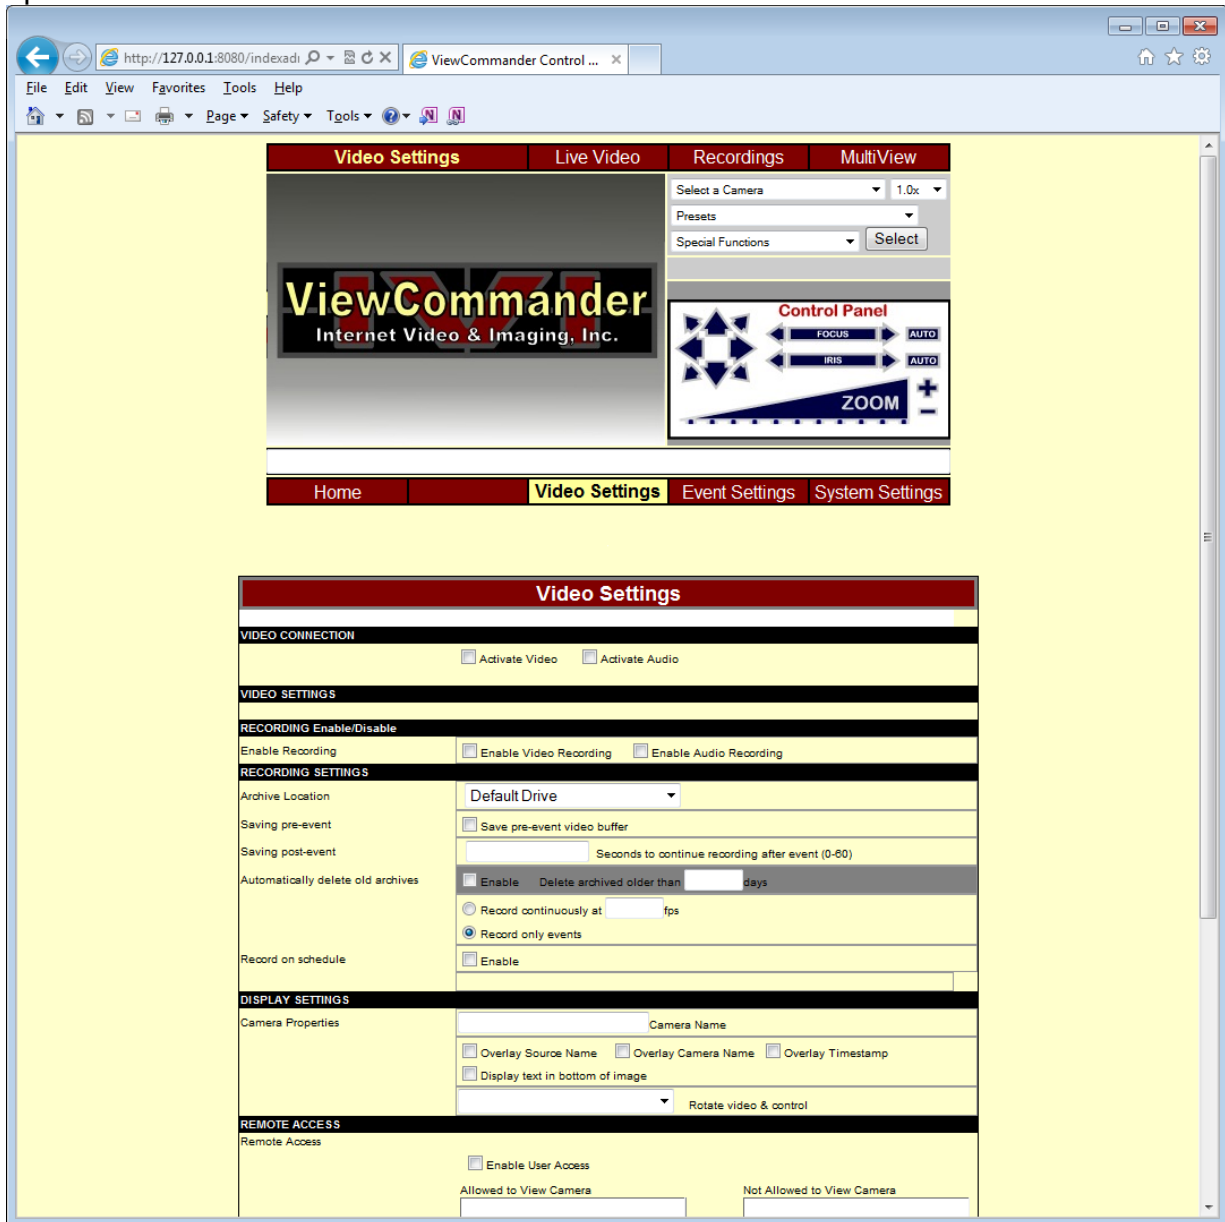 http://127.0.0.1:8080/indexadı
ViewCommander Control ...
File Edit View Favorites Tools Help
Page Safety Tools
Video Settings Live Video Recordings MultiView
Select a Camera 1.0x
Presets
Special Functions Select
ViewCommander
Internet Video & Imaging, Inc.
Control Panel
FOCUS AUTO
IRIS AUTO
ZOOM
Home Video Settings Event Settings System Settings
Video Settings
VIDEO CONNECTION
Activate Video Activate Audio
VIDEO SETTINGS
RECORDING Enable/Disable
Enable Recording Enable Video Recording Enable Audio Recording
RECORDING SETTINGS
Archive Location Default Drive
Saving pre-event Save pre-event video buffer
Saving post-event Seconds to continue recording after event (0-60)
Automatically delete old archives Enable Delete archived older than days
Record continuously at fps
Record only events
Record on schedule Enable
DISPLAY SETTINGS
Camera Properties Camera Name
Overlay Source Name Overlay Camera Name Overlay Timestamp
Display text in bottom of image
Rotate video & control
REMOTE ACCESS
Remote Access
Enable User Access
Allowed to View Camera Not Allowed to View Camera